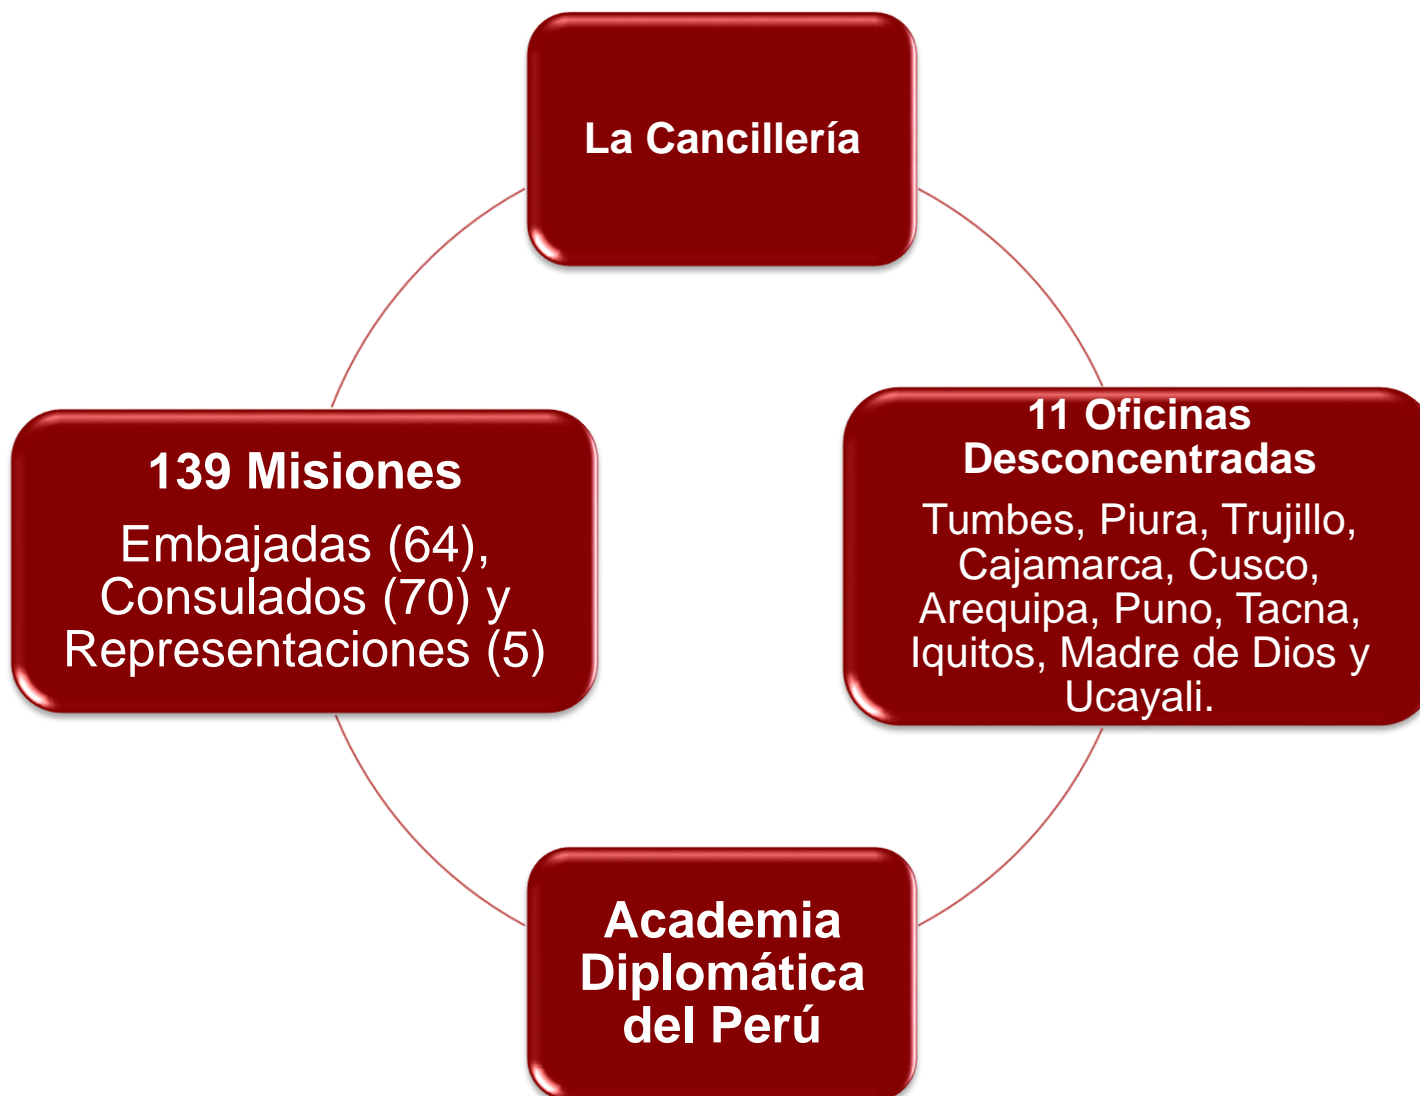 La Cancillería
139 Misiones
Embajadas (64),
Consulados (70) y
Representaciones (5)
11 Oficinas
Desconcentradas
Tumbes, Piura, Trujillo,
Cajamarca, Cusco,
Arequipa, Puno, Tacna,
Iquitos, Madre de Dios y
Ucayali.
Academia
Diplomática
del Perú